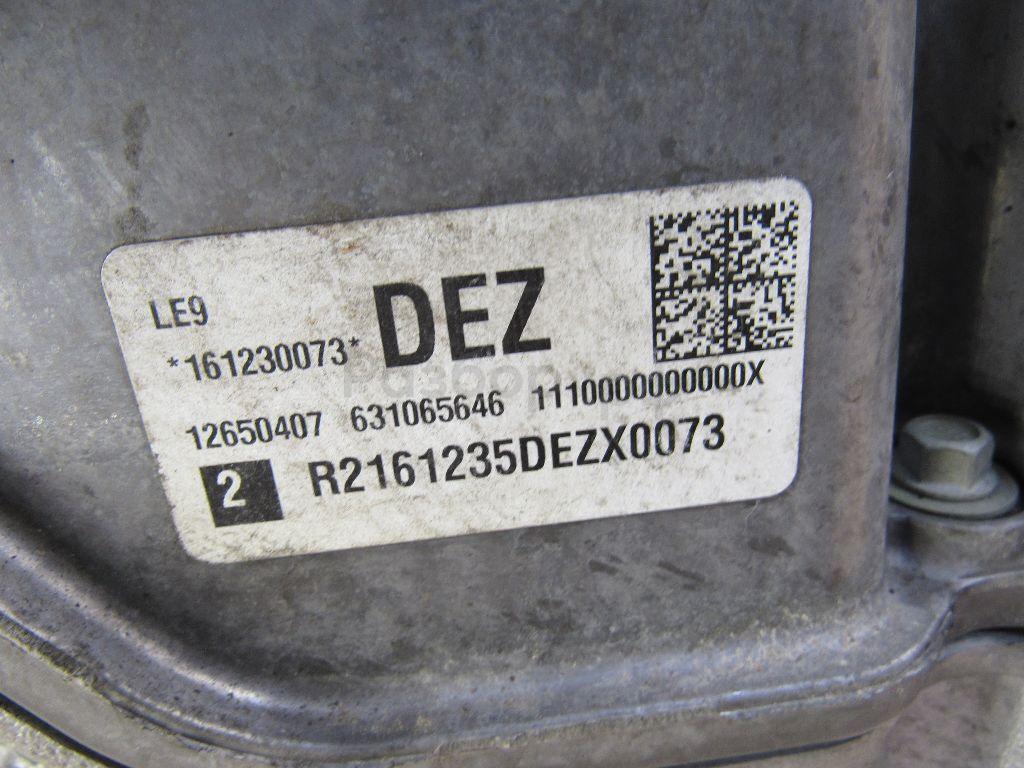 LE9
DEZ
*161230073*
12650407 631065646 1110000000000X
2 R2161235DEZX0073